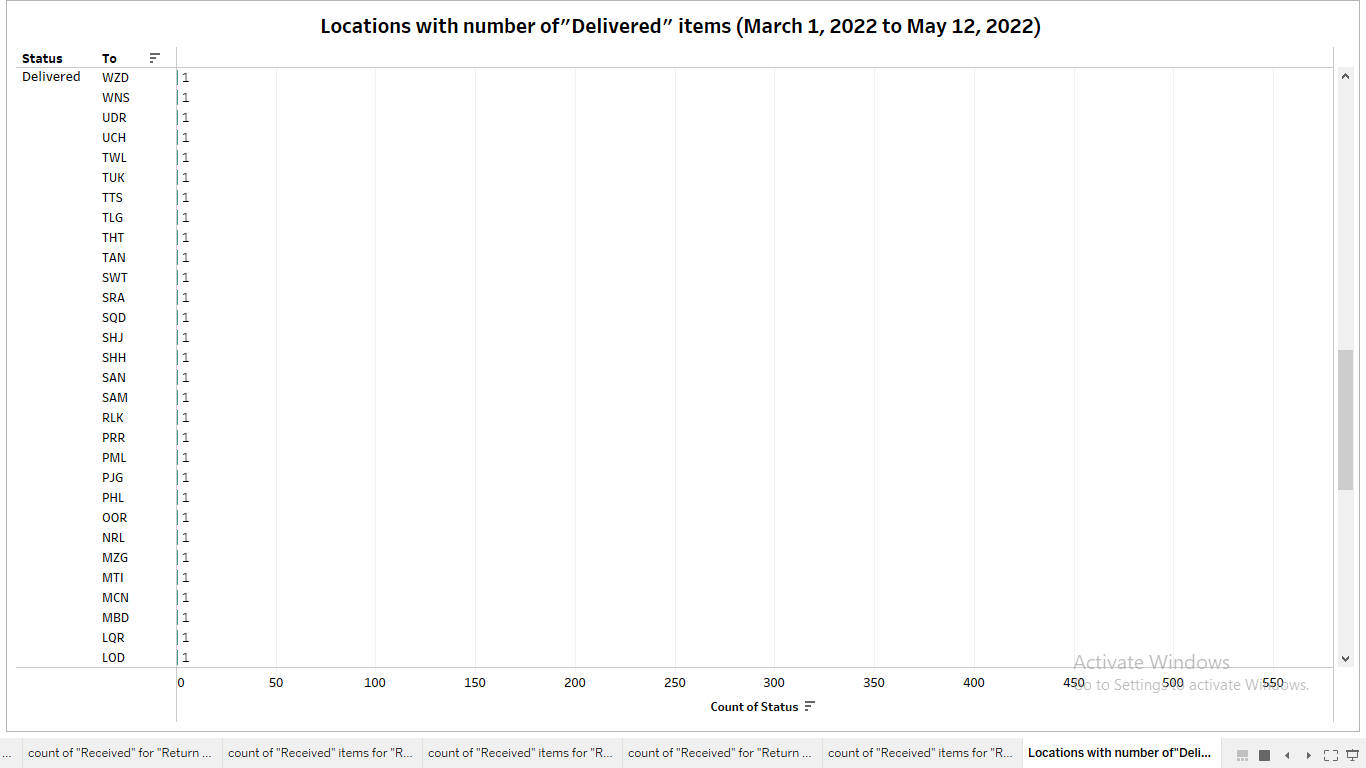 Locations with number of"Delivered" items (March 1, 2022 to May 12, 2022)
Status To
Delivered WZD 1
WNS 1
UDR 1
UCH 1
TWL 1
TUK 1
TTS 1
TLG 1
THT 1
TAN 1
SWT 1
SRA 1
SQD 1
SHJ 1
SHH 1
SAN 1
SAM 1
RLK 1
PRR 1
PML 1
PJG 1
PHL 1
OOR 1
NRL 1
MZG 1
MTI 1
MCN 1
MBD 1
LQR 1
LOD 1
0 50 100 150 200 250 300 350 400 450 500 550
Count of Status
Activate Windows
Go to Settings to activate Windows.
... count of "Received" for "Return ... count of "Received" items for "R... count of "Received" items for "R... count of "Received" for "Return ... count of "Received" items for "R... Locations with number of"Deli...